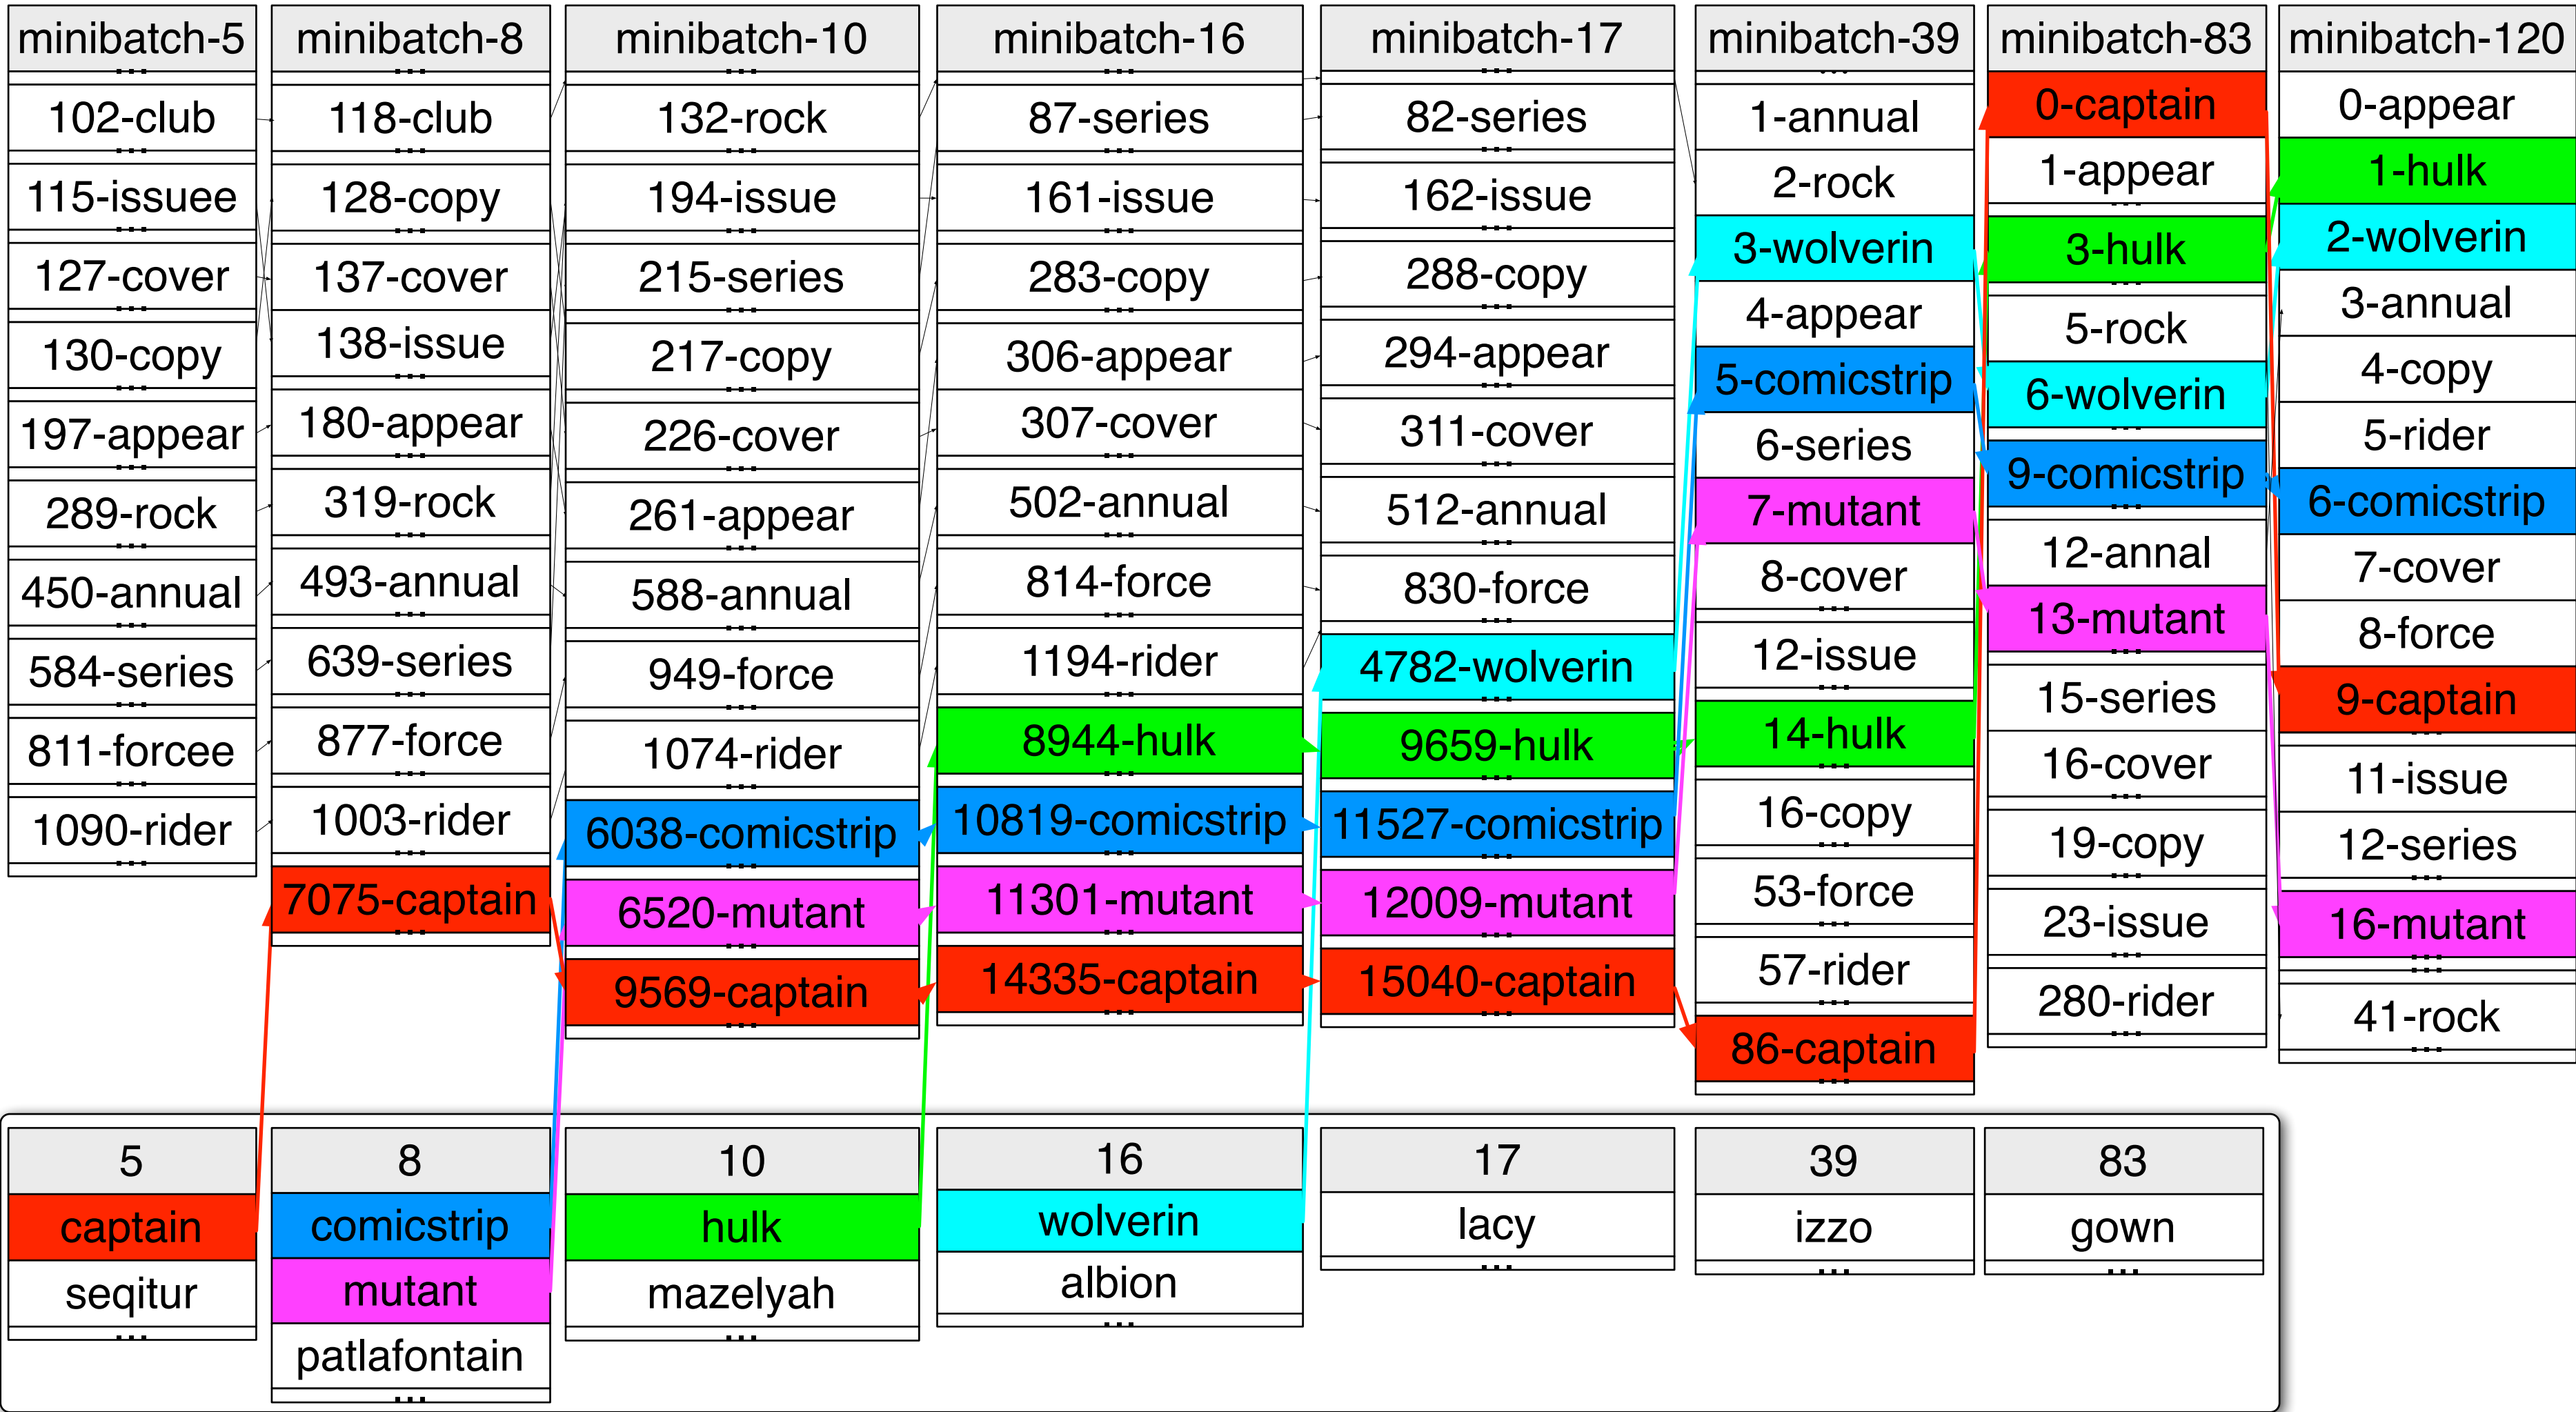 minibatch-5
...
102-club
...
115-issuee
...
127-cover
...
130-copy
...
197-appear
...
289-rock
...
450-annual
...
584-series
...
811-forcee
...
1090-rider
...
minibatch-8
...
118-club
...
128-copy
...
137-cover
138-issue
...
180-appear
...
319-rock
...
493-annual
...
639-series
...
877-force
...
1003-rider
...
7075-captain
...
minibatch-10
...
132-rock
...
194-issue
...
215-series
...
217-copy
...
226-cover
...
261-appear
...
588-annual
...
949-force
...
1074-rider
...
6038-comicstrip
...
6520-mutant
...
9569-captain
...
minibatch-16
...
87-series
...
161-issue
...
283-copy
...
306-appear
...
307-cover
...
502-annual
...
814-force
...
1194-rider
...
8944-hulk
...
10819-comicstrip
...
11301-mutant
...
14335-captain
...
minibatch-17
...
82-series
...
162-issue
...
288-copy
...
294-appear
...
311-cover
...
512-annual
...
830-force
...
4782-wolverin
...
9659-hulk
...
11527-comicstrip
...
12009-mutant
...
15040-captain
...
minibatch-39
...
1-annual
2-rock
3-wolverin
4-appear
5-comicstrip
6-series
7-mutant
8-cover
...
12-issue
...
14-hulk
...
16-copy
...
53-force
...
57-rider
...
86-captain
...
minibatch-83
0-captain
1-appear
...
3-hulk
...
5-rock
6-wolverin
...
9-comicstrip
...
12-annal
13-mutant
...
15-series
16-cover
...
19-copy
...
23-issue
...
280-rider
...
minibatch-120
0-appear
1-hulk
2-wolverin
3-annual
4-copy
5-rider
6-comicstrip
7-cover
8-force
9-captain
...
11-issue
12-series
...
16-mutant
...
...
41-rock
...
5
captain
seqitur
...
8
comicstrip
mutant
patlafontain
...
10
hulk
mazelyah
...
16
wolverin
albion
...
17
lacy
...
39
izzo
...
83
gown
...